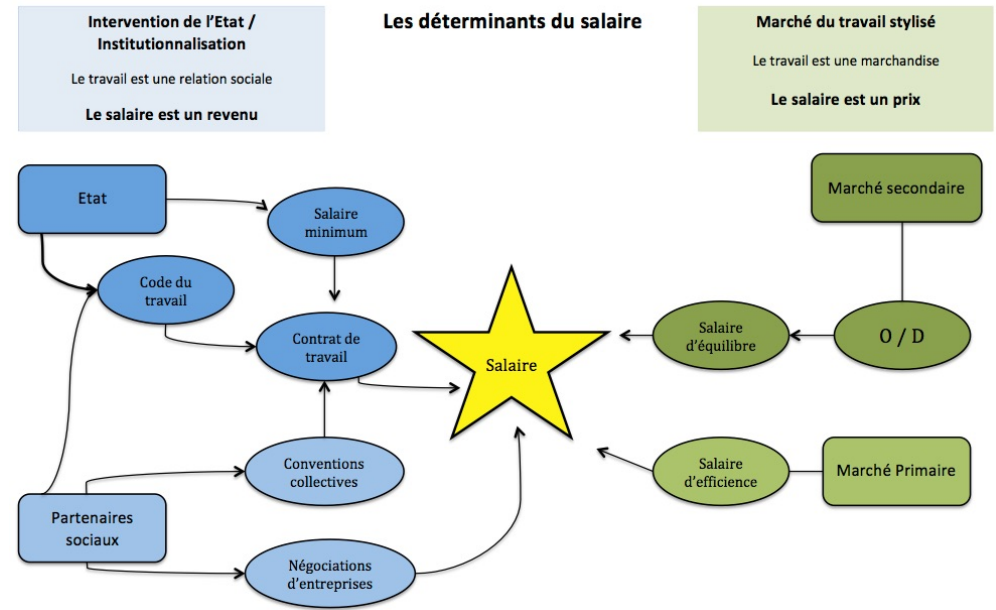 Les déterminants du salaire
Intervention de l'Etat /
Institutionnalisation
Le travail est une relation sociale
Le salaire est un revenu
Marché du travail stylisé
Le travail est une marchandise
Le salaire est un prix
Etat
Salaire
minimum
Code du
travail
Contrat de
travail
Conventions
collectives
Partenaires
sociaux
Négociations
d'entreprises
Salaire
Marché secondaire
Salaire
d'équilibre
O / D
Salaire
d'efficience
Marché Primaire